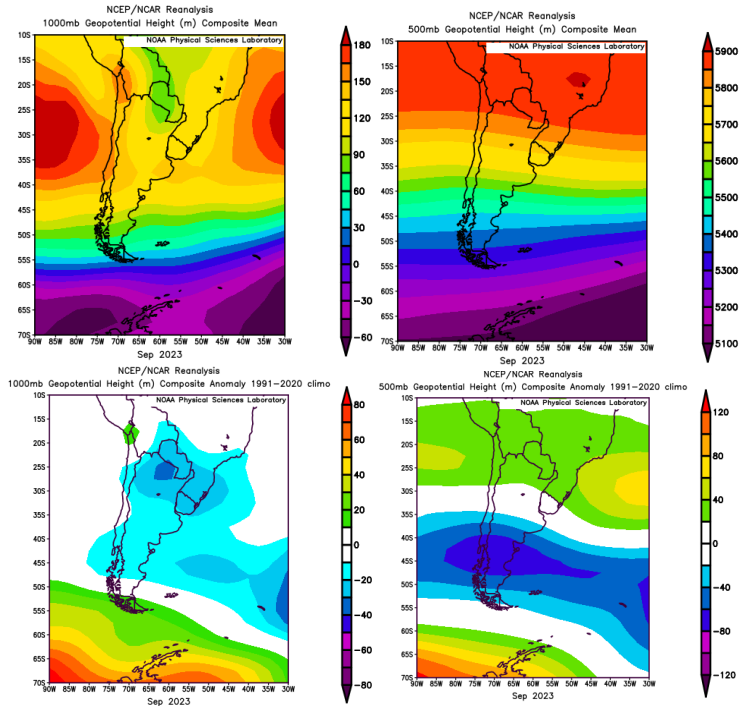 NCEP/NCAR Reanalysis
1000mb Geopotential Height (m) Composite Mean
NOAA Physical Sciences Laboratory
10S
15S
20S
25S
30S
35S
40S
45S
50S
55S
60S
65S
70S
90W 85W 80W 75W 70W 65W 60W 55W 50W 45W 40W 35W 30W
Sep 2023
180
150
120
90
60
30
0
-30
-60
NCEP/NCAR Reanalysis
500mb Geopotential Height (m) Composite Mean
NOAA Physical Sciences Laboratory
10S
15S
20S
25S
30S
35S
40S
45S
50S
55S
60S
65S
70S
90W 85W 80W 75W 70W 65W 60W 55W 50W 45W 40W 35W 30W
Sep 2023
5900
5800
5700
5600
5500
5400
5300
5200
5100
NCEP/NCAR Reanalysis
1000mb Geopotential Height (m) Composite Anomaly 1991-2020 climo
NOAA Physical Sciences Laboratory
10S
15S
20S
25S
30S
35S
40S
45S
50S
55S
60S
65S
70S
90W 85W 80W 75W 70W 65W 60W 55W 50W 45W 40W 35W 30W
Sep 2023
80
60
40
20
0
-20
-40
-60
-80
NCEP/NCAR Reanalysis
500mb Geopotential Height (m) Composite Anomaly 1991-2020 climo
NOAA Physical Sciences Laboratory
10S
15S
20S
25S
30S
35S
40S
45S
50S
55S
60S
65S
70S
90W 85W 80W 75W 70W 65W 60W 55W 50W 45W 40W 35W 30W
Sep 2023
120
80
40
0
-40
-80
-120